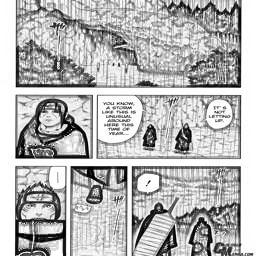 IT'S
NOT
LETTING
UP.
YOU KNOW,
A STORM
LIKE THIS IS
UNUSUAL
AROUND HERE
THIS TIME
OF
YEAR...
!
!